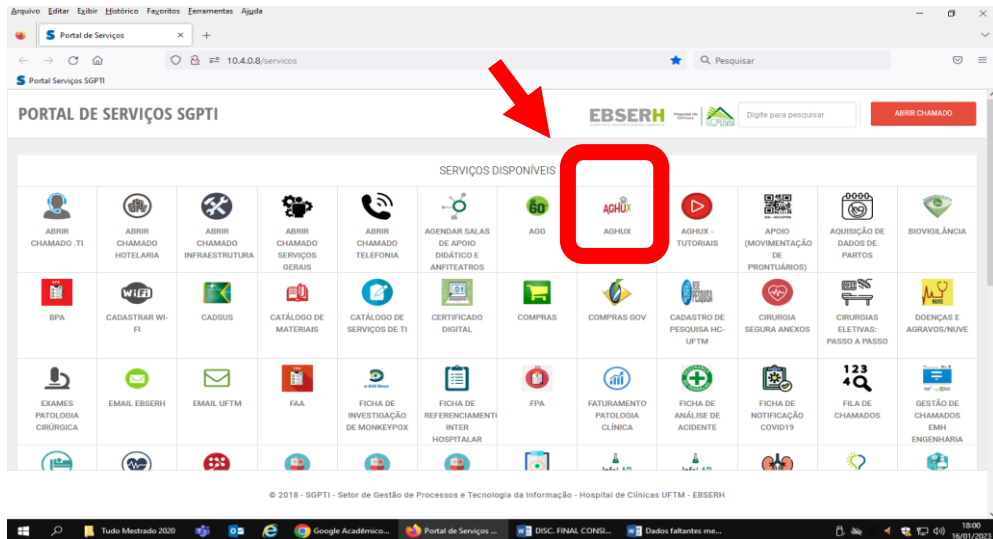 Arquivo Editar Exibir Histórico Favoritos Ferramentas Ajuda
Portal de Serviços
10.4.0.8/servicos
Pesquisar
Portal Serviços SGPTI
PORTAL DE SERVIÇOS SGPTI
EBSERH
Digite para pesquisar
ABRIR CHAMADO
SERVIÇOS DISPONÍVEIS
ABRIR CHAMADO .TI
ABRIR CHAMADO HOTELARIA
ABRIR CHAMADO INFRAESTRUTURA
ABRIR CHAMADO SERVIÇOS GERAIS
ABRIR CHAMADO TELEFONIA
AGENDAR SALAS DE APOIO DIDÁTICO E ANFITEATROS
AGG
AGHUX
AGHUX
AGHUX - TUTORIAIS
APOIO (MOVIMENTAÇÃO DE PRONTUÁRIOS)
AQUISIÇÃO DE DADOS DE PARTOS
BIOVIGILÂNCIA
BPA
WiFi
CADASTRAR WI-FI
CADSUS
CATÁLOGO DE MATERIAIS
CATÁLOGO DE SERVIÇOS DE TI
CERTIFICADO DIGITAL
COMPRAS
COMPRAS GOV
CADASTRO DE PESQUISA HC-UFTM
CIRURGIA SEGURA ANEXOS
CIRURGIAS ELETIVAS: PASSO A PASSO
DOENÇAS E AGRAVOS/NUVE
EXAMES PATOLOGIA CIRÚRGICA
EMAIL EBSERH
EMAIL UFTM
FAA
FICHA DE INVESTIGAÇÃO DE MONKEYPOX
FICHA DE REFERENCIAMENTO INTER HOSPITALAR
FPA
FATURAMENTO PATOLOGIA CLÍNICA
FICHA DE ANÁLISE DE ACIDENTE
FICHA DE NOTIFICAÇÃO COVID19
123
4
FILA DE CHAMADOS
GESTÃO DE CHAMADOS EMH ENGENHARIA
© 2018 - SGPTI - Setor de Gestão de Processos e Tecnologia da Informação - Hospital de Clínicas UFTM - EBSERH
Tudo Mestrado 2020
Google Acadêmico...
Portal de Serviços ...
DISC. FINAL CONSI...
Dados faltantes me...
18:00
16/01/2023